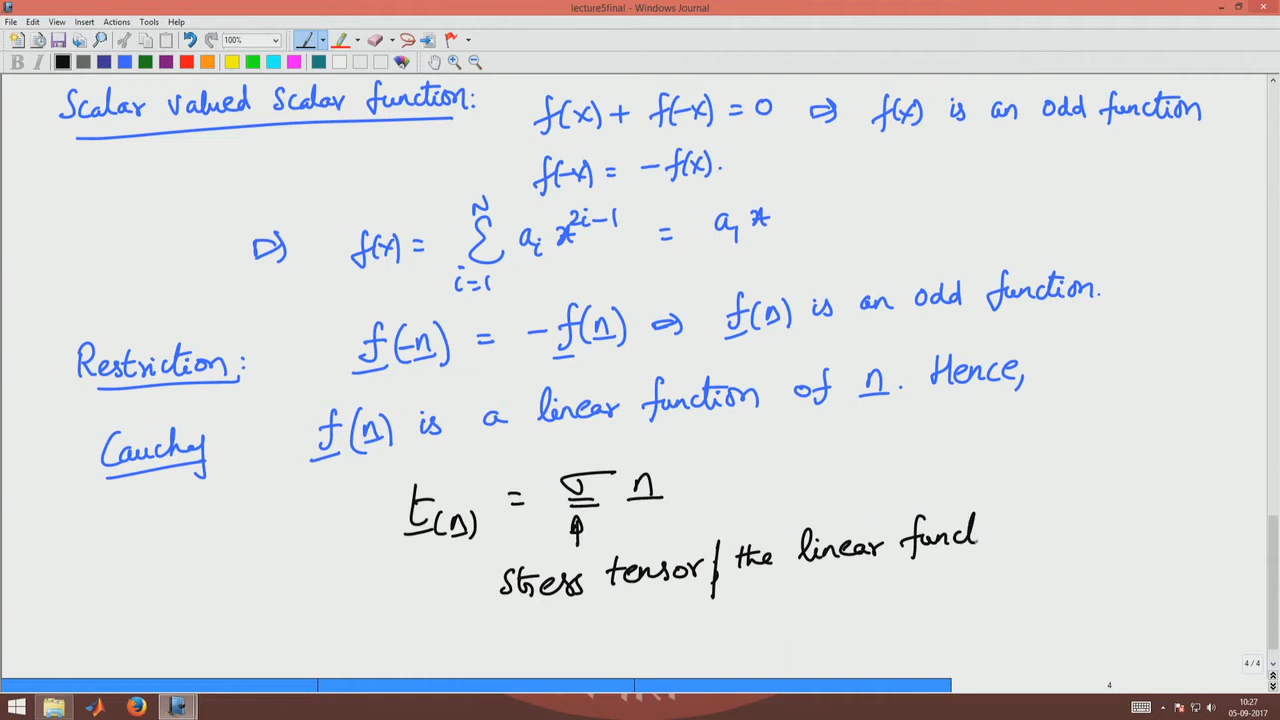 lecture5final - Windows Journal
File Edit View Insert Actions Tools Help
100%
B I
Scalar valued scalar function: f(x) + f(-x) = 0 ⇒ f(x) is an odd function
f(-x) = - f(x).
⇒ f(x) = N Σ i=1 a_i x^{2i-1} = a_1 x
Restriction: f(-n) = - f(n) ⇒ f(n) is an odd function.
Cauchy f(n) is a linear function of n. Hence,
t(n) = σ n
↑
stress tensor / the linear func
4 / 4
4
10:27
05-09-2017